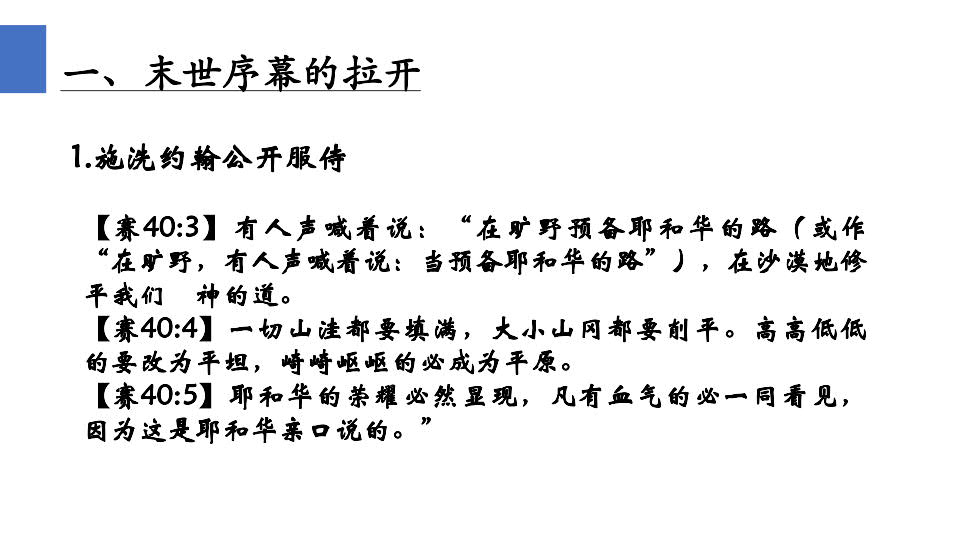 一、末世序幕的拉开
1.施洗约翰公开服侍
【赛40:3】有人声喊着说：“在旷野预备耶和华的路（或作
“在旷野，有人声喊着说：当预备耶和华的路”），在沙漠地修
平我们　神的道。
【赛40:4】一切山洼都要填满，大小山冈都要削平。高高低低
的要改为平坦，崎崎岖岖的必成为平原。
【赛40:5】耶和华的荣耀必然显现，凡有血气的必一同看见，
因为这是耶和华亲口说的。”